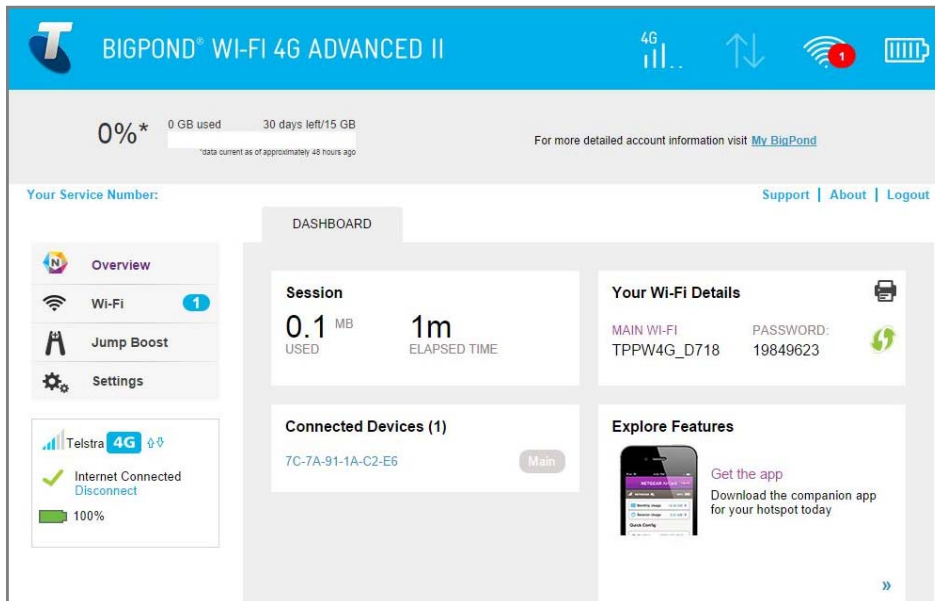 BIGPOND® WI-FI 4G ADVANCED II
4G
1
0%*
0 GB used
30 days left/15 GB
*data current as of approximately 48 hours ago
For more detailed account information visit My BigPond
Your Service Number:
Support | About | Logout
DASHBOARD
N Overview
Wi-Fi 1
Jump Boost
Settings
Telstra 4G
Internet Connected
Disconnect
100%
Session
0.1 MB
USED
1m
ELAPSED TIME
Your Wi-Fi Details
MAIN WI-FI
TPPW4G_D718
PASSWORD:
19849623
Connected Devices (1)
7C-7A-91-1A-C2-E6
Main
Explore Features
Get the app
Download the companion app
for your hotspot today
»